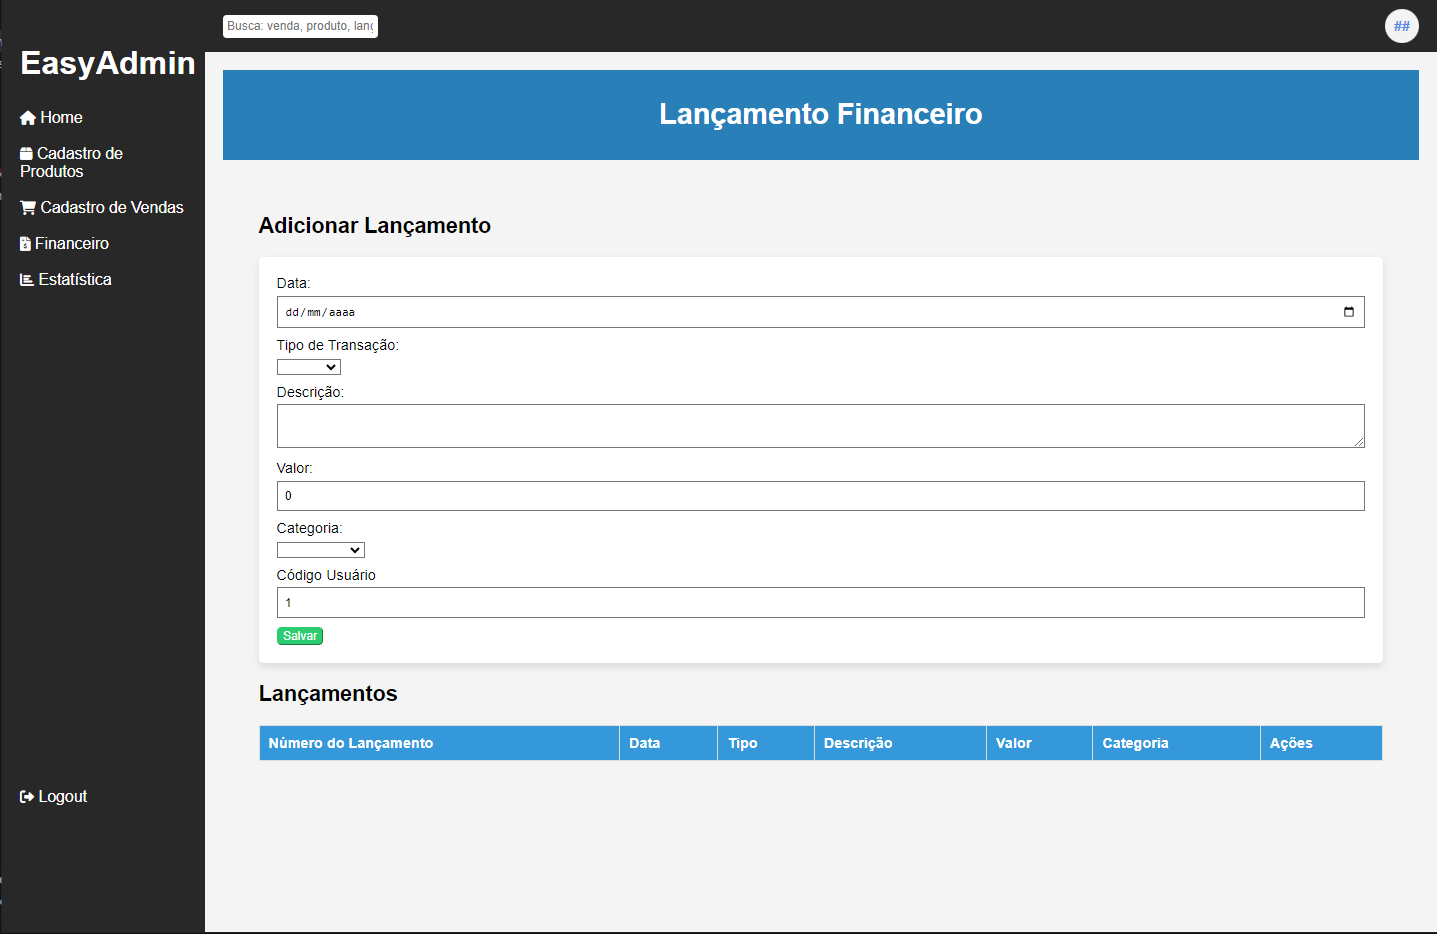 Busca: venda, produto, lanç
##
EasyAdmin
Home
Cadastro de
Produtos
Cadastro de Vendas
Financeiro
Estatística
Logout
Lançamento Financeiro
Adicionar Lançamento
Data:
dd/mm/aaaa
Tipo de Transação:
Descrição:
Valor:
0
Categoria:
Código Usuário
1
Salvar
Lançamentos
Número do Lançamento Data Tipo Descrição Valor Categoria Ações